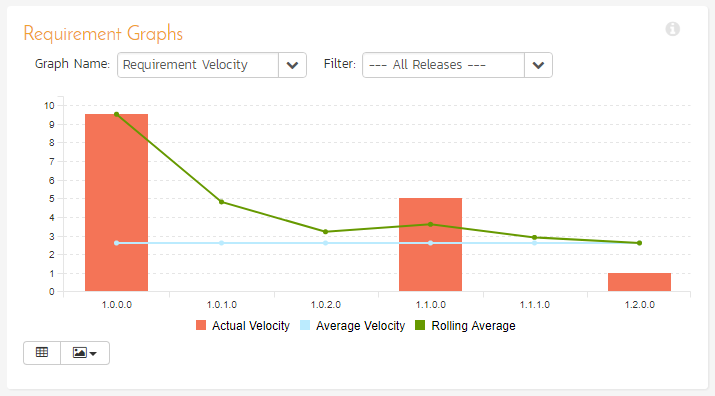 Requirement Graphs
Graph Name: Requirement Velocity Filter: --- All Releases ---
10
9
8
7
6
5
4
3
2
1
0
1.0.0.0 1.0.1.0 1.0.2.0 1.1.0.0 1.1.1.0 1.2.0.0
Actual Velocity Average Velocity Rolling Average